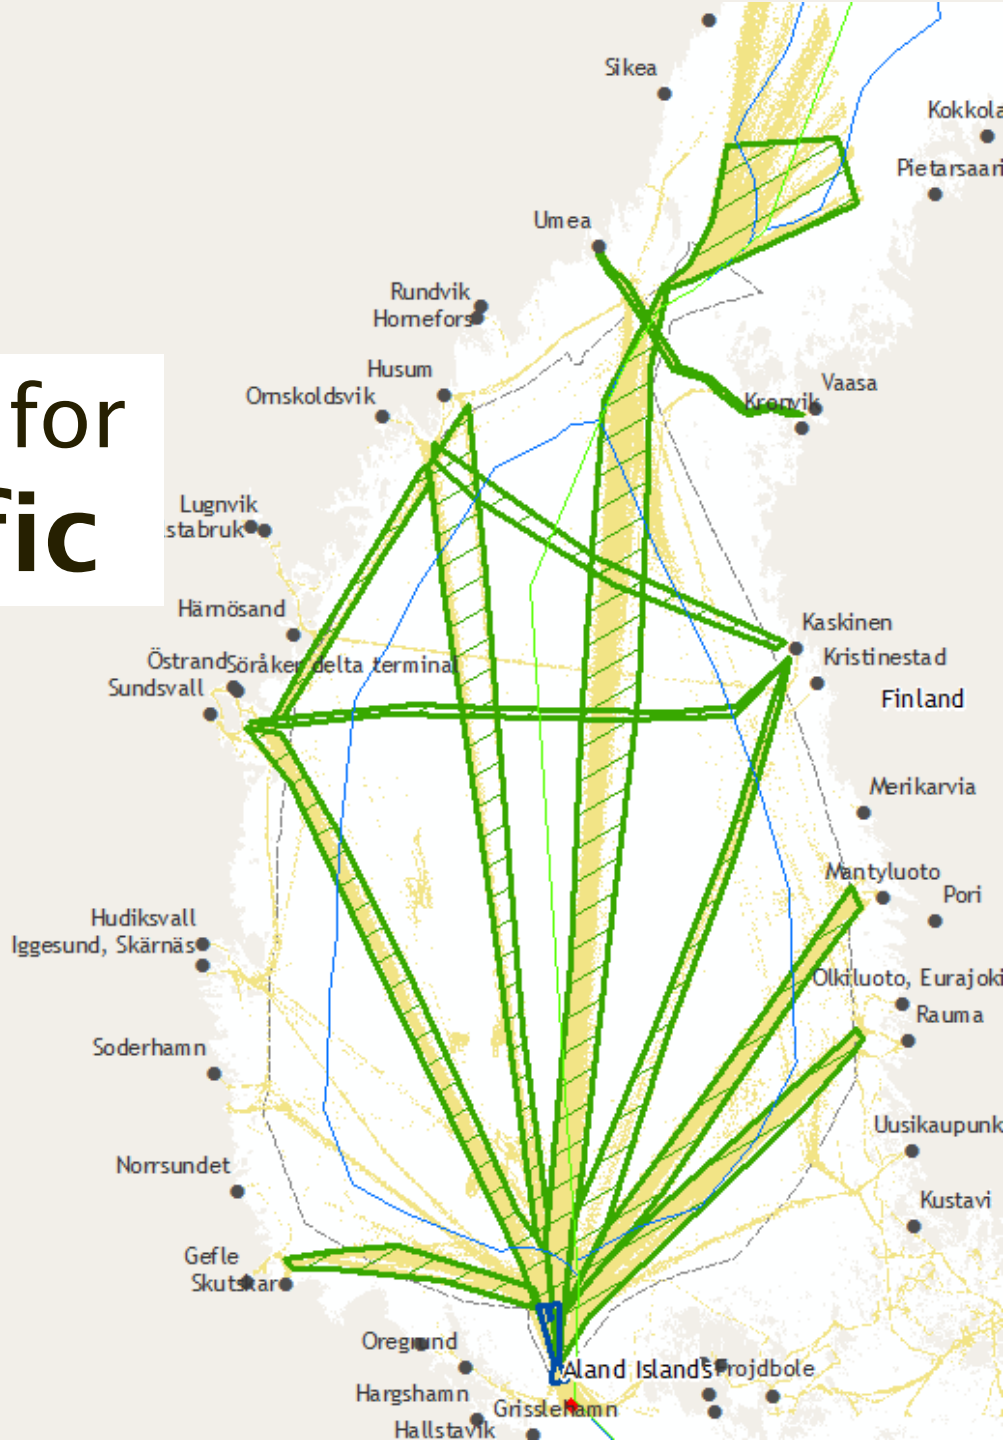 Sikea
Kokkola
Pietarsaari
Umea
Rundvik
Hornefors
Husum
Ornskoldsvik
Vaasa
Kronvik
for
fic
Lugnvik
stabruk
Härnösand
Kaskinen
Östrand
Söråker delta terminal
Kristinestad
Sundsvall
Finland
Merikarvia
Mantyluoto
Pori
Hudiksvall
Iggesund, Skärnäs
Olkiluoto, Eurajoki
Rauma
Soderhamn
Uusikaupunk
Norrsundet
Kustavi
Gefle
Skutskar
Oregrund
Aland Islands
Frojdbole
Hargshamn
Grisslehamn
Hallstavik